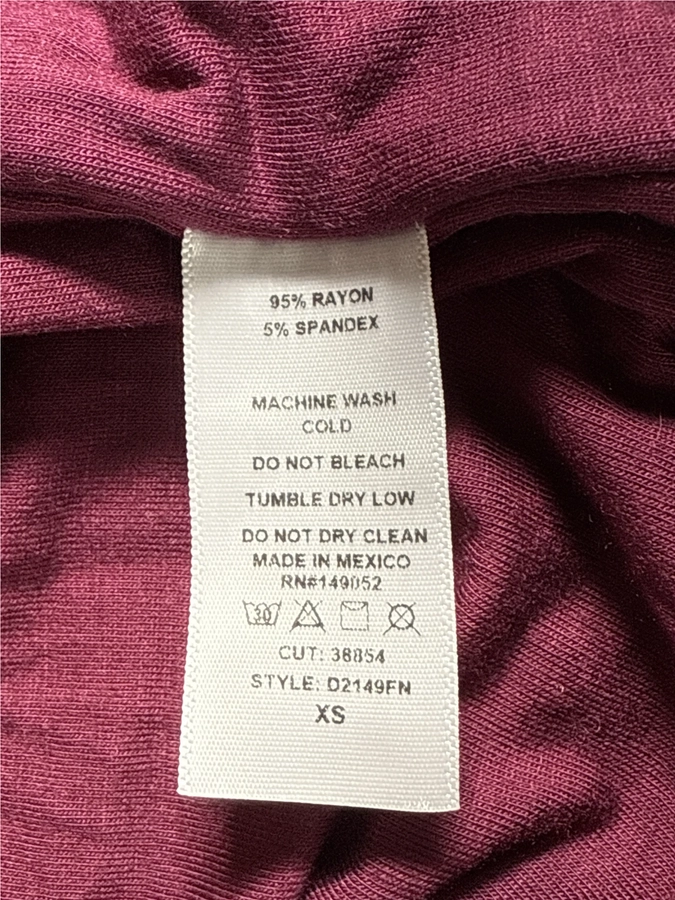 95% RAYON
5% SPANDEX
MACHINE WASH
COLD
DO NOT BLEACH
TUMBLE DRY LOW
DO NOT DRY CLEAN
MADE IN MEXICO
RN#149052
30
CUT: 38854
STYLE: D2149FN
XS